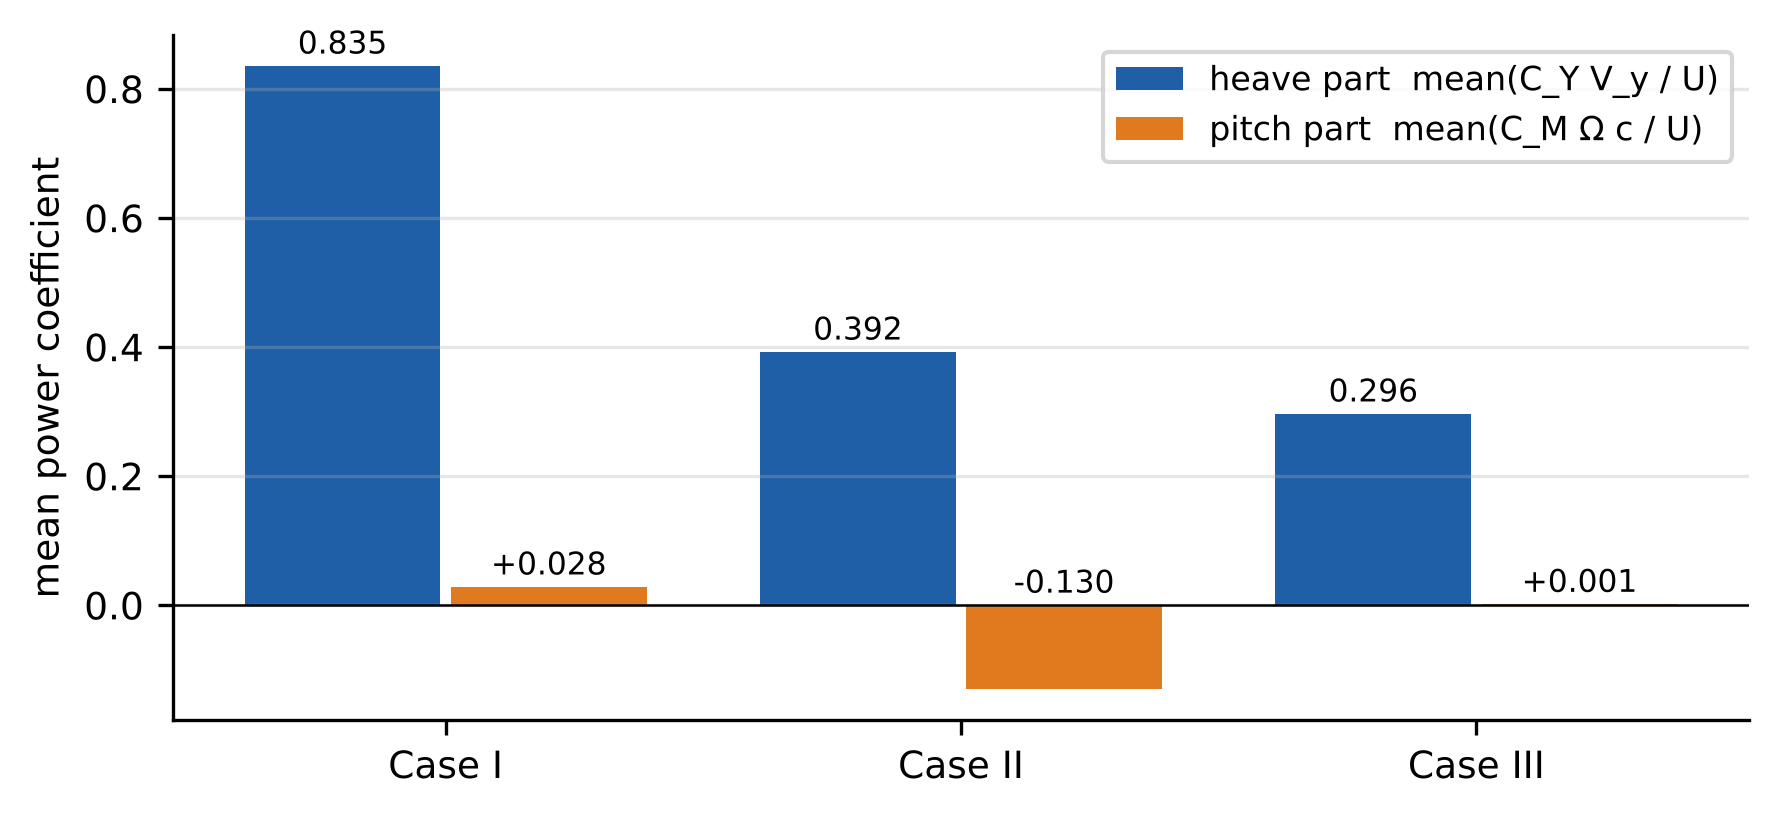 0.835
heave part  mean(C_Y V_y / U)
pitch part  mean(C_M Ω c / U)
0.8
0.6
0.4
0.2
0.0
mean power coefficient
0.392
0.296
+0.028
-0.130
+0.001
Case I
Case II
Case III